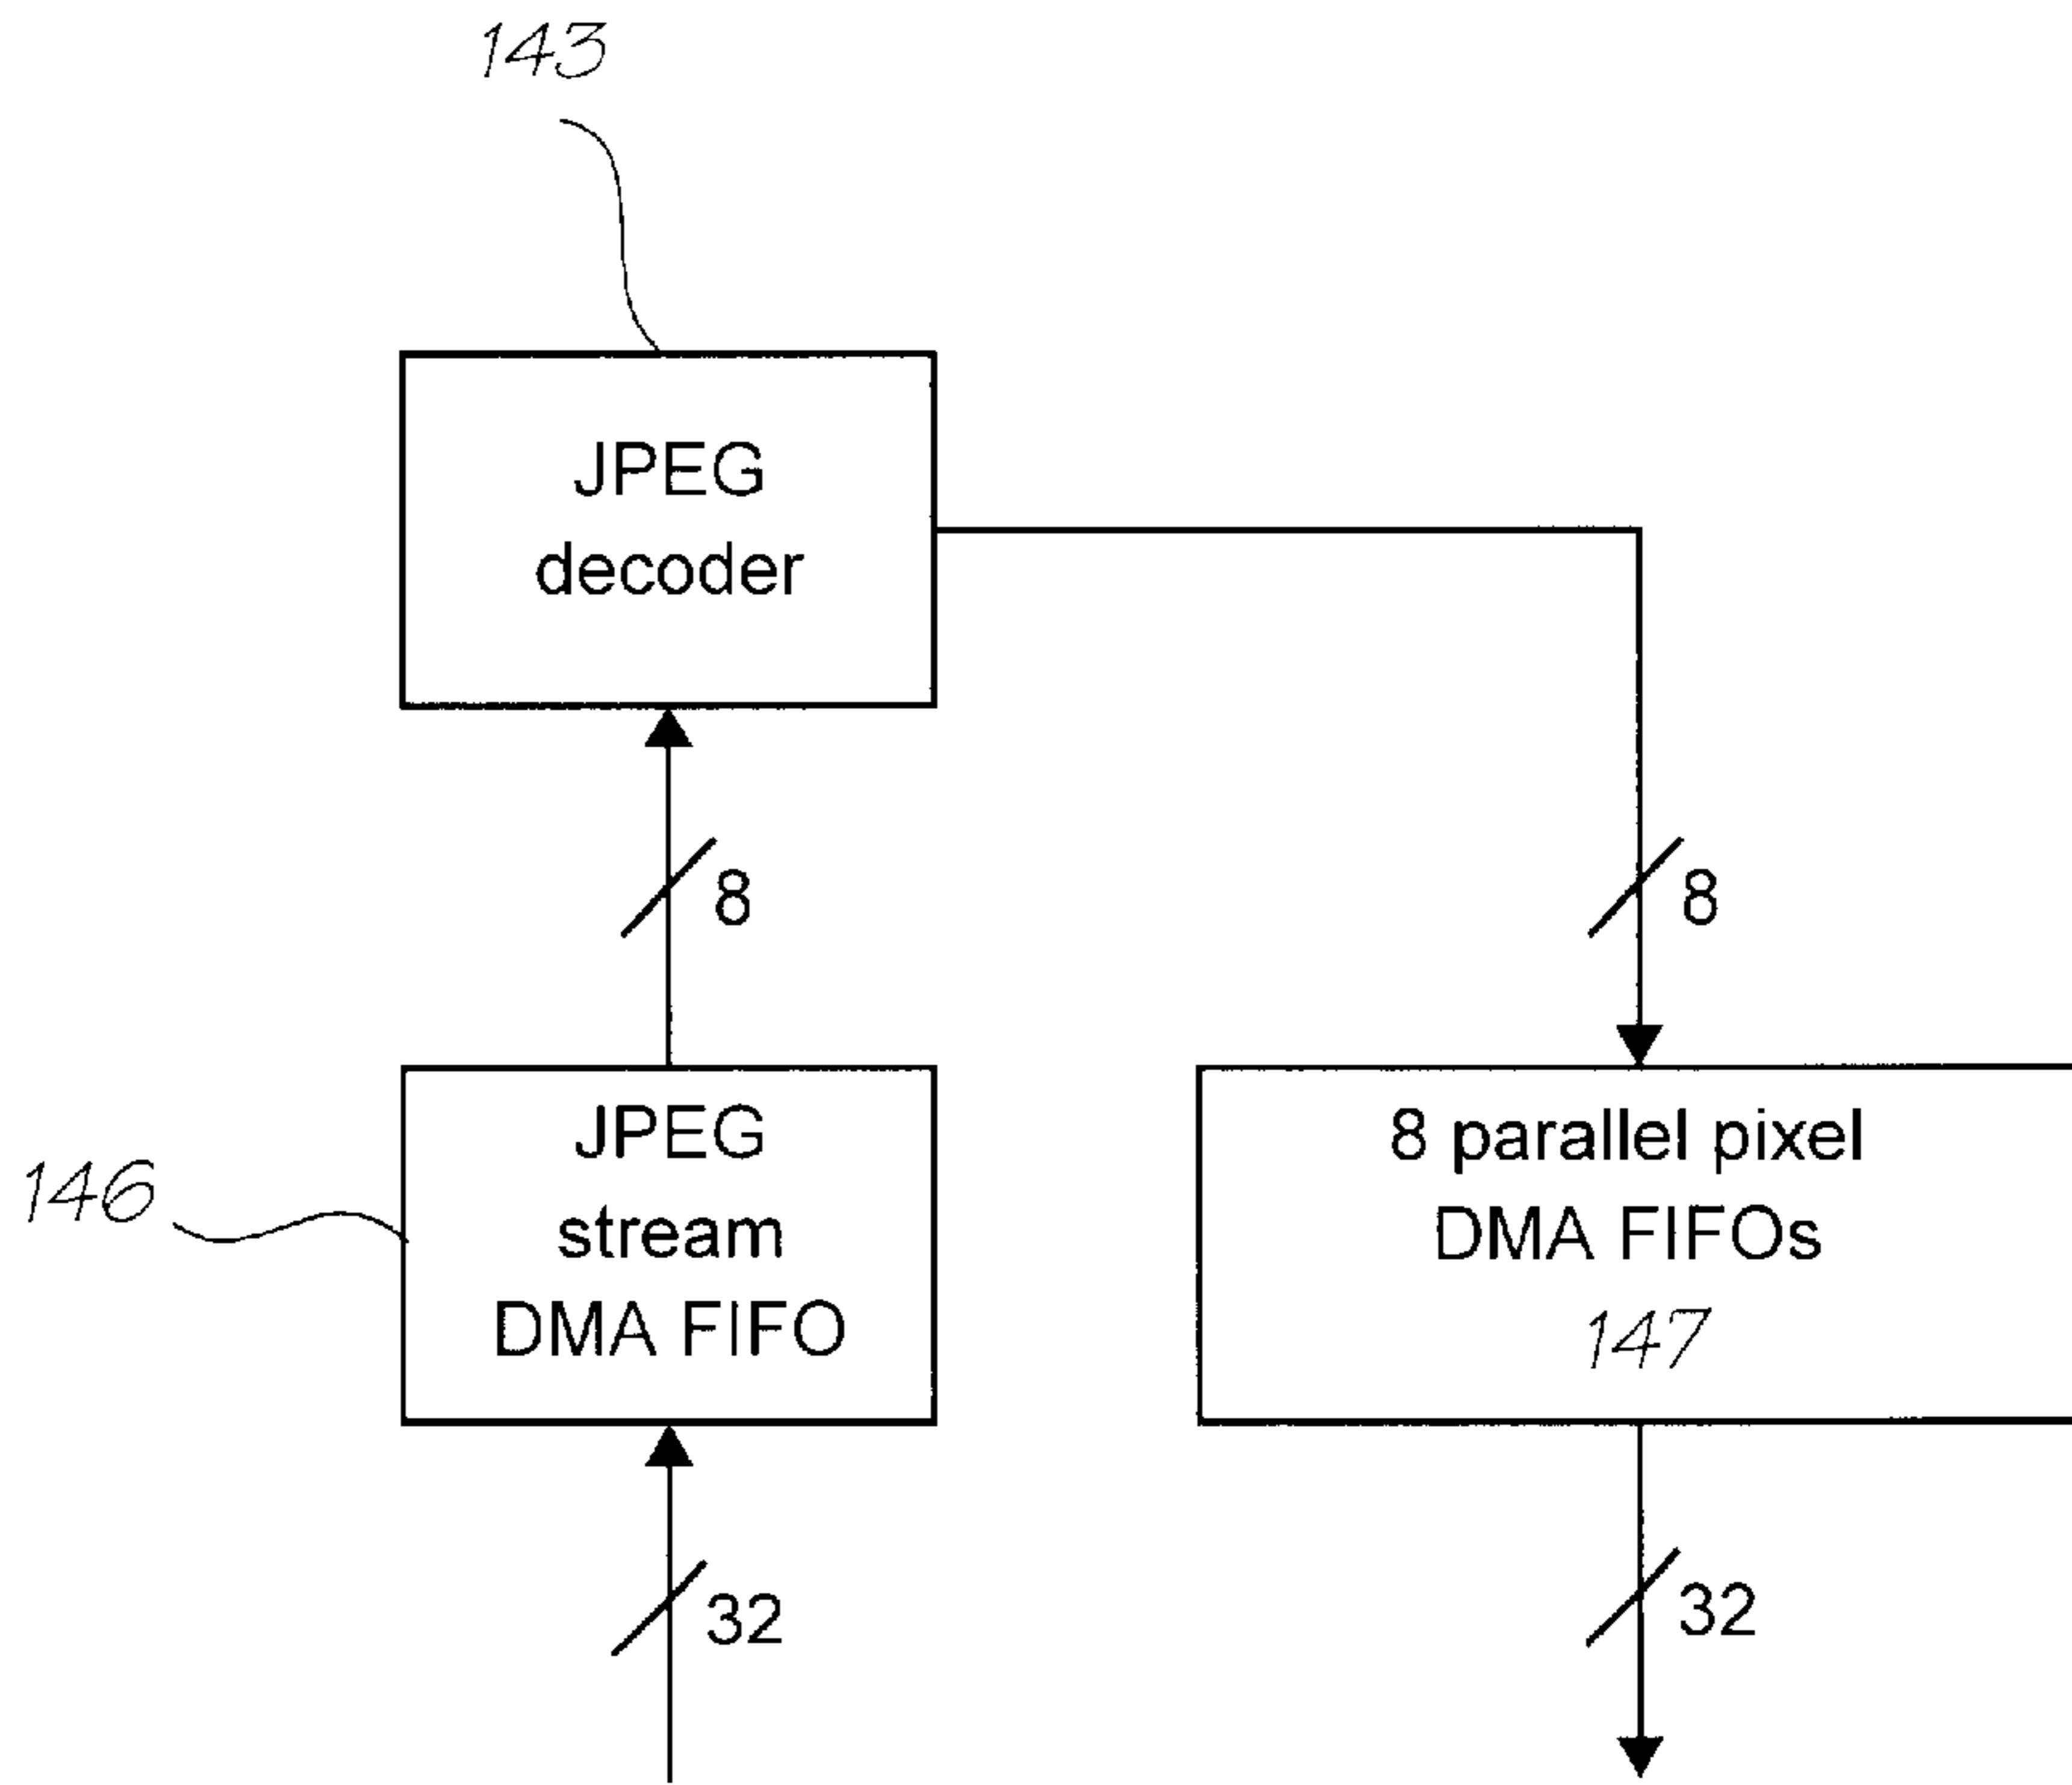 143
JPEG
decoder
8
8
146
JPEG
stream
DMA FIFO
8 parallel pixel
DMA FIFOs
147
32
32